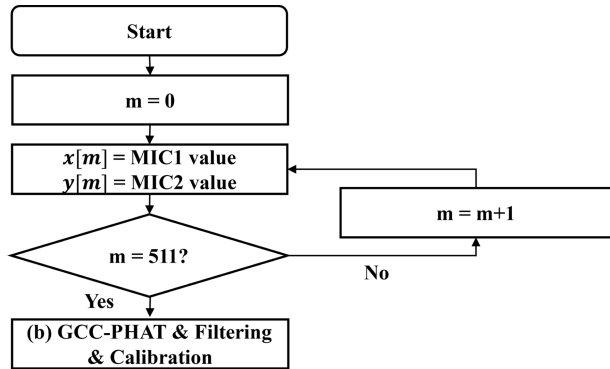 Start
m = 0
x[m] = MIC1 value
y[m] = MIC2 value
m = m+1
m = 511?
No
Yes
(b) GCC-PHAT & Filtering
& Calibration